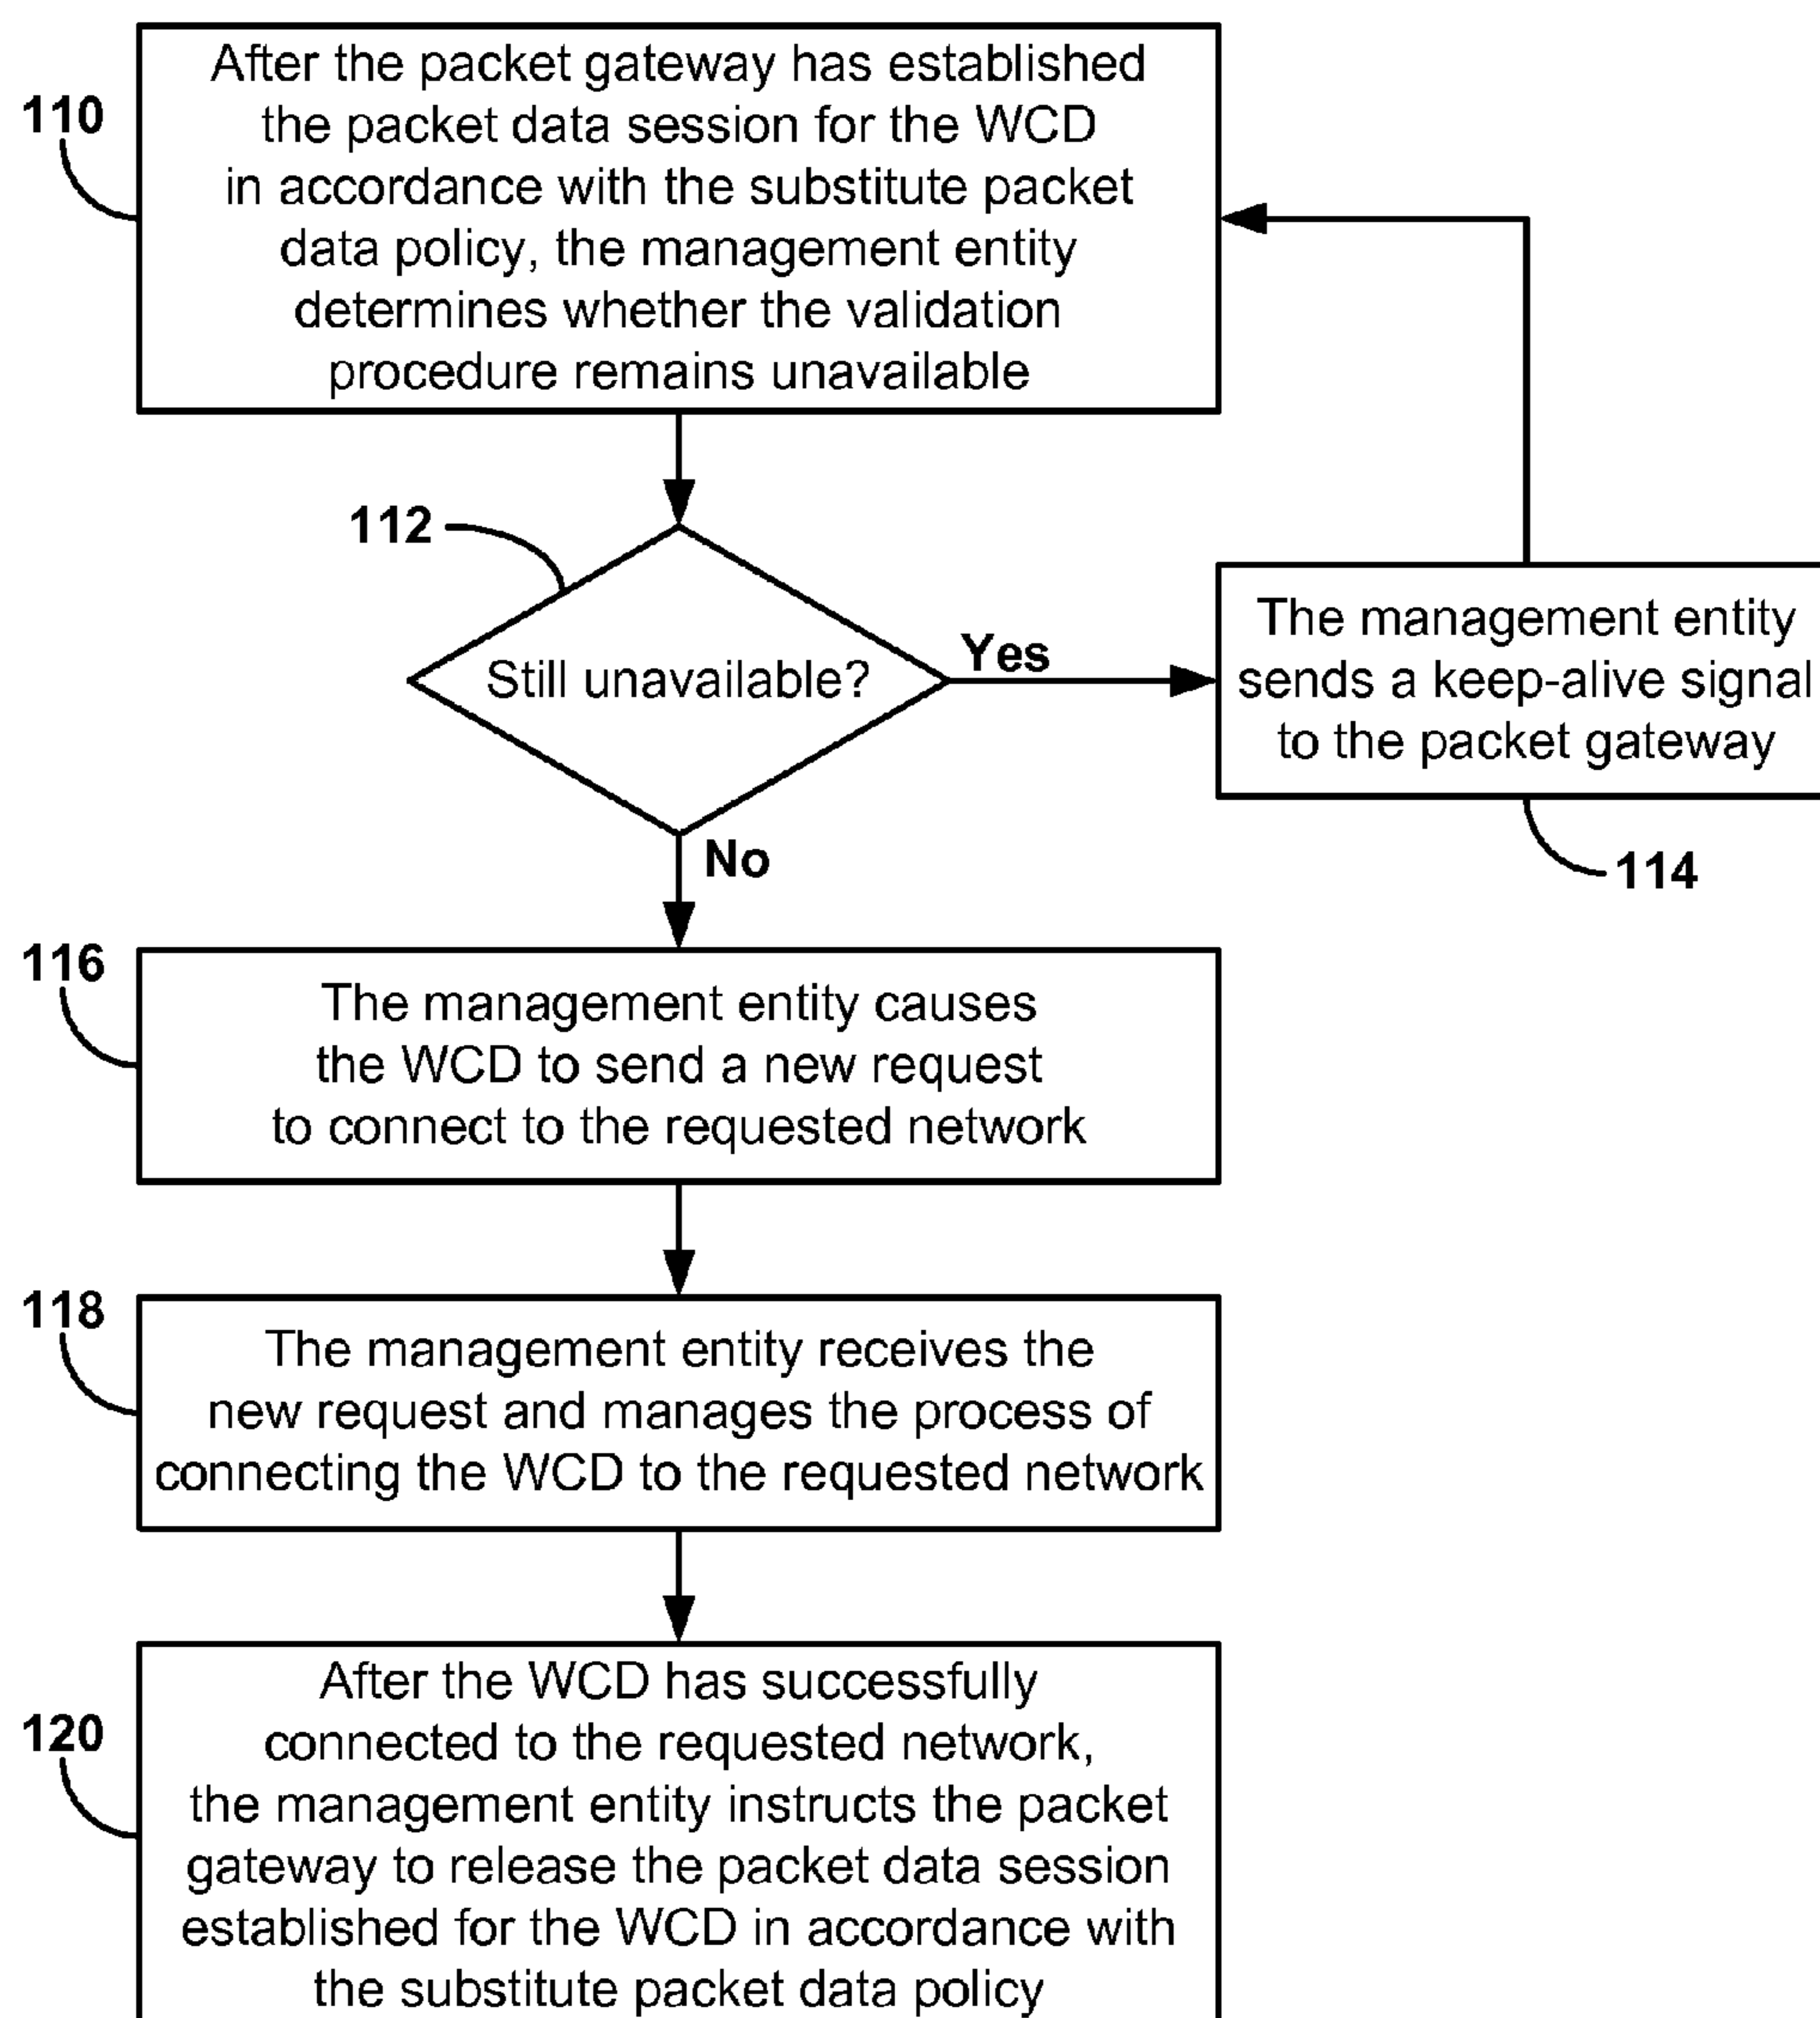 110
After the packet gateway has established
the packet data session for the WCD
in accordance with the substitute packet
data policy, the management entity
determines whether the validation
procedure remains unavailable
112
Still unavailable?
Yes
The management entity
sends a keep-alive signal
to the packet gateway
114
No
116
The management entity causes
the WCD to send a new request
to connect to the requested network
118
The management entity receives the
new request and manages the process of
connecting the WCD to the requested network
120
After the WCD has successfully
connected to the requested network,
the management entity instructs the packet
gateway to release the packet data session
established for the WCD in accordance with
the substitute packet data policy